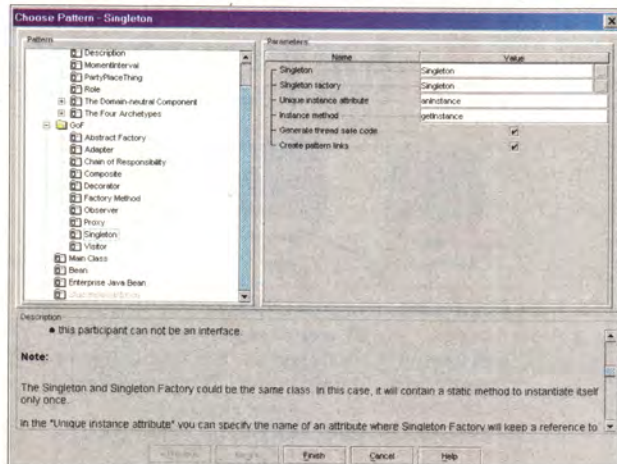 Choose Pattern - Singleton
Pattern
Description
MomentInterval
PartyPlaceThing
Role
The Domain-neutral Component
The Four Archetypes
GoF
Abstract Factory
Adapter
Chain of Responsibility
Composite
Decorator
Factory Method
Observer
Proxy
Singleton
Visitor
Main Class
Bean
Enterprise Java Bean
Parameters
Name Value
Singleton Singleton
Singleton factory Singleton
Unique instance attribute anInstance
Instance method getInstance
Generate thread safe code
Create pattern links
Description
• this participant can not be an interface.
Note:
The Singleton and Singleton Factory could be the same class. In this case, it will contain a static method to instantiate itself
only once.
In the "Unique instance attribute" you can specify the name of an attribute where Singleton Factory will keep a reference to
Finish Cancel Help